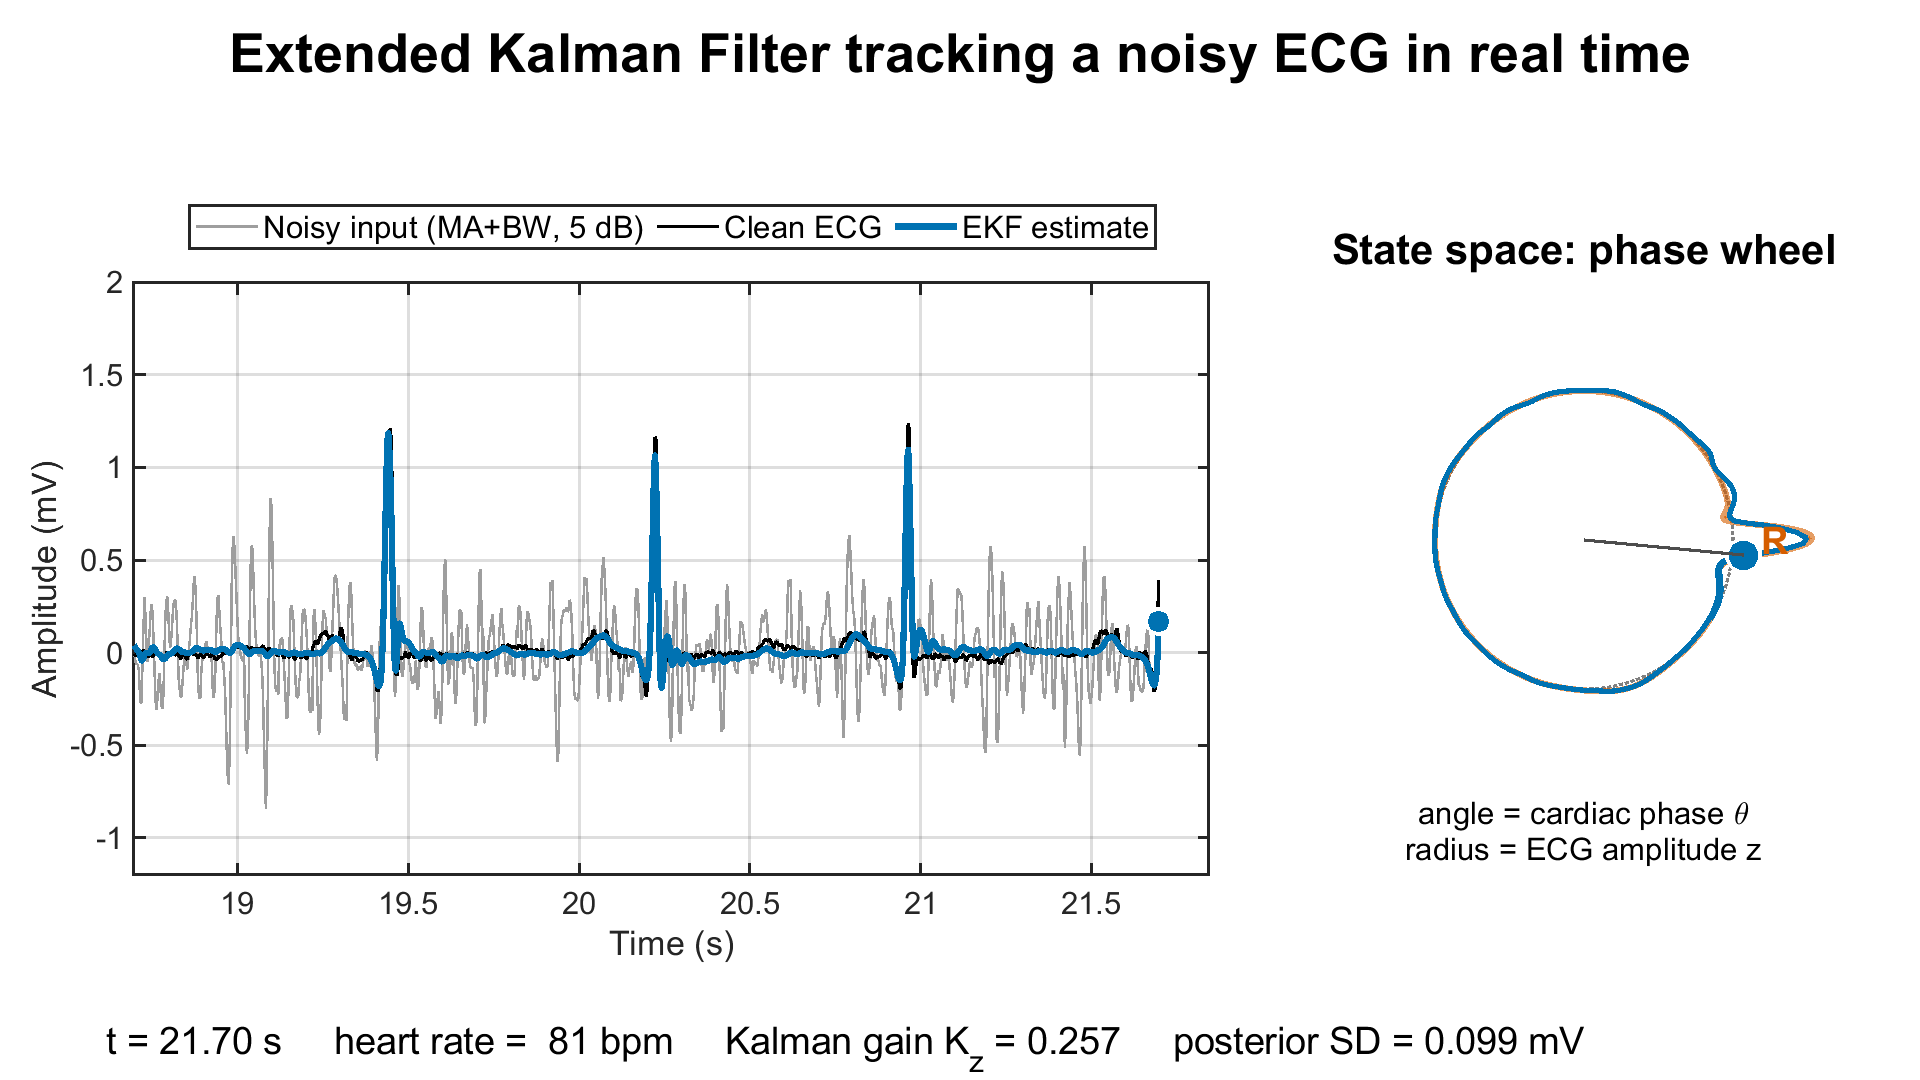 Extended Kalman Filter tracking a noisy ECG in real time
Noisy input (MA+BW, 5 dB) Clean ECG EKF estimate
State space: phase wheel
2
1.5
1
0.5
0
-0.5
-1
Amplitude (mV)
19 19.5 20 20.5 21 21.5
Time (s)
R
angle = cardiac phase θ
radius = ECG amplitude z
t = 21.70 s heart rate = 81 bpm Kalman gain K_z = 0.257 posterior SD = 0.099 mV